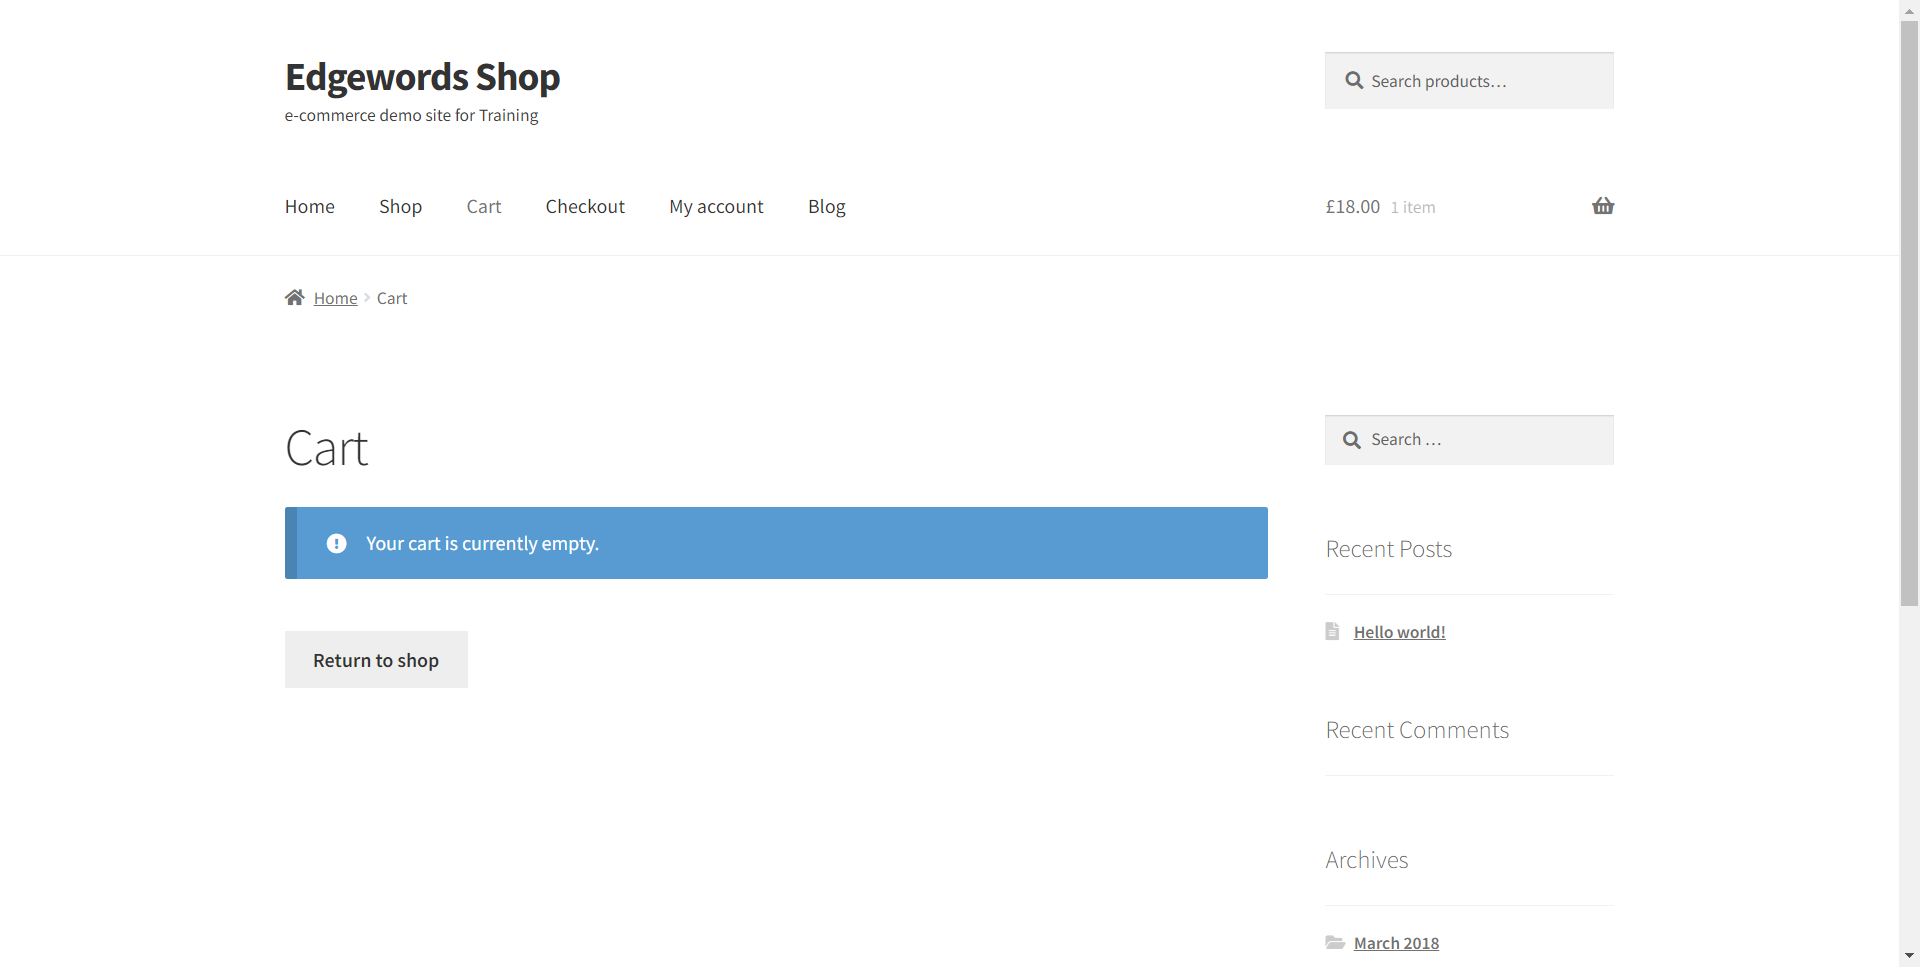 Edgewords Shop
e-commerce demo site for Training
Search products…
Home Shop Cart Checkout My account Blog
£18.00 1 item
Home Cart
Cart
Your cart is currently empty.
Return to shop
Search …
Recent Posts
Hello world!
Recent Comments
Archives
March 2018